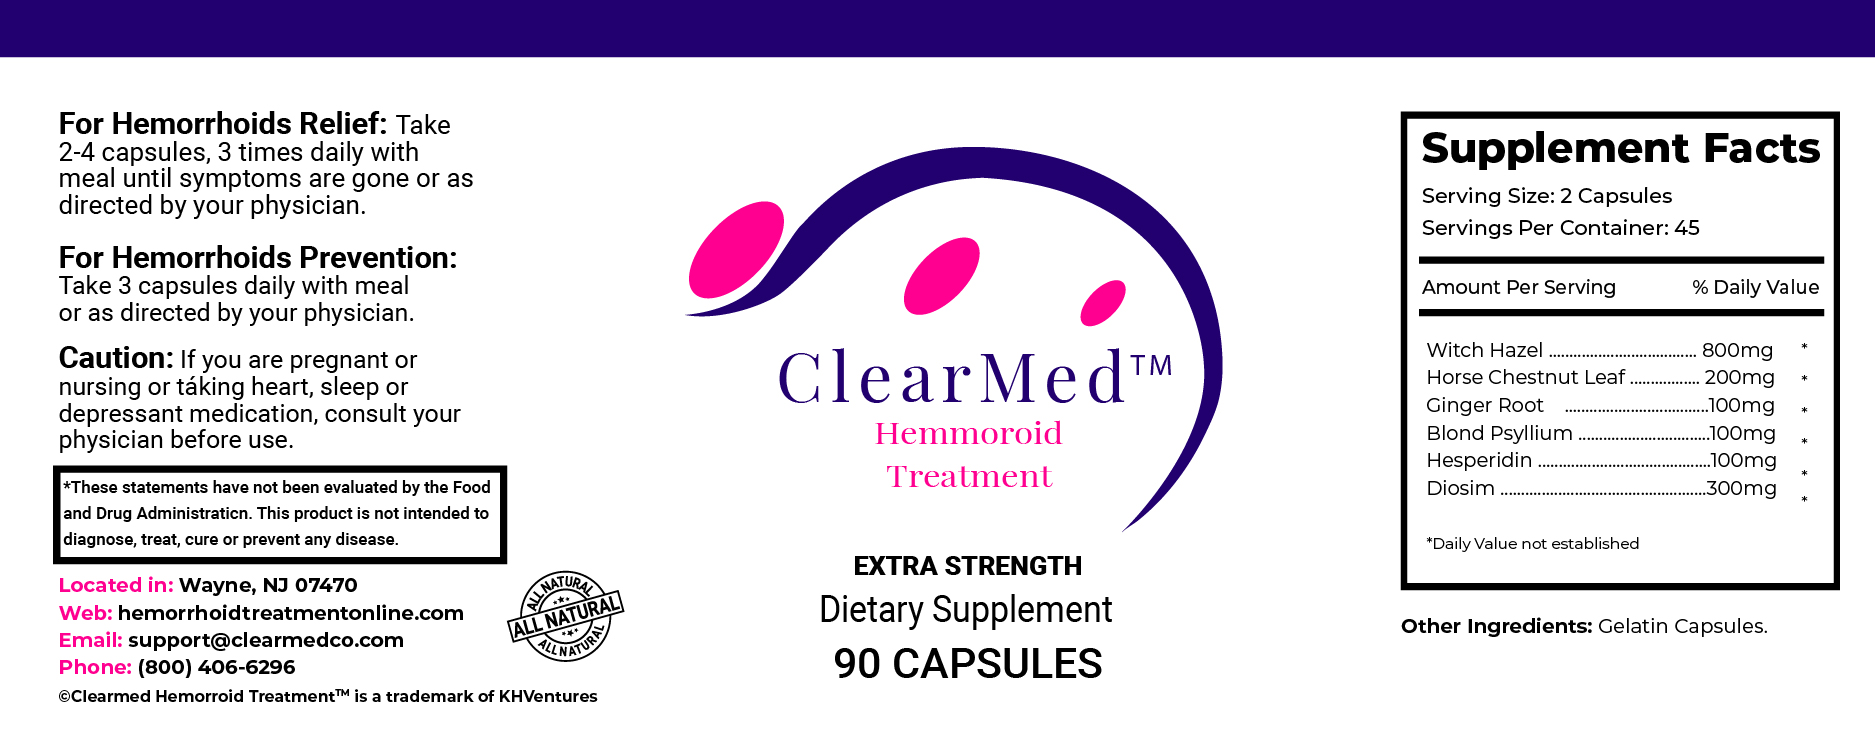 For Hemorrhoids Relief: Take
2-4 capsules, 3 times daily with
meal until symptoms are gone or as
directed by your physician.
For Hemorrhoids Prevention:
Take 3 capsules daily with meal
or as directed by your physician.
Caution: If you are pregnant or
nursing or táking heart, sleep or
depressant medication, consult your
physician before use.
*These statements have not been evaluated by the Food
and Drug Administraticn. This product is not intended to
diagnose, treat, cure or prevent any disease.
Located in: Wayne, NJ 07470
Web: hemorrhoidtreatmentonline.com
Email: support@clearmedco.com
Phone: (800) 406-6296
©Clearmed Hemorroid Treatment™ is a trademark of KHVentures
ALL NATURAL
ALL NATURAL
ALL NATURAL
ClearMed™
Hemmoroid
Treatment
EXTRA STRENGTH
Dietary Supplement
90 CAPSULES
Supplement Facts
Serving Size: 2 Capsules
Servings Per Container: 45
Amount Per Serving % Daily Value
Witch Hazel .................................... 800mg *
Horse Chestnut Leaf ................. 200mg *
Ginger Root ...................................100mg *
Blond Psyllium ................................100mg *
Hesperidin ..........................................100mg *
Diosim ..................................................300mg *
*Daily Value not established
Other Ingredients: Gelatin Capsules.